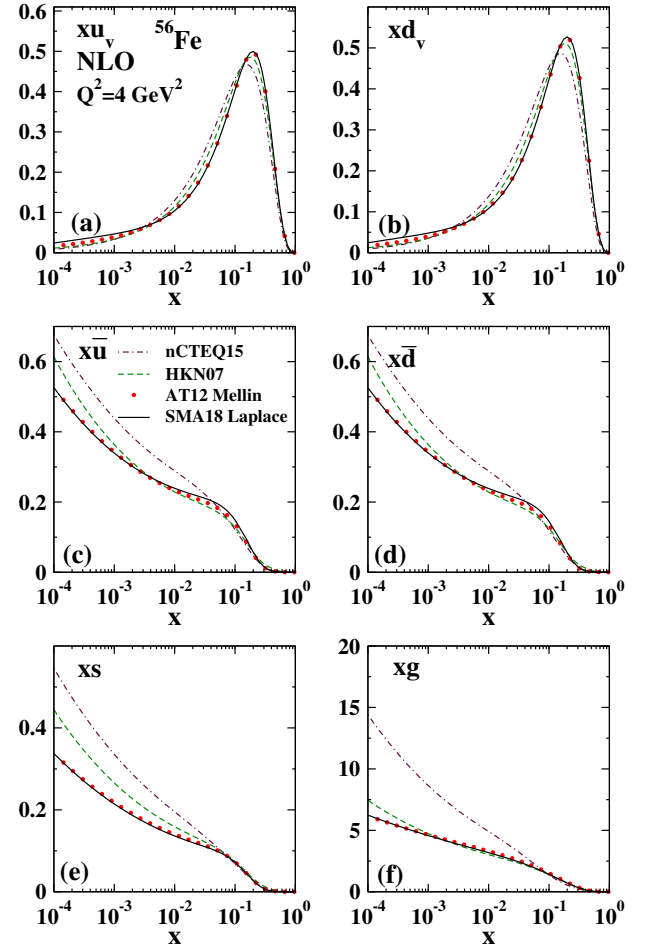 xu_v ^56Fe
NLO
Q^2=4 GeV^2
(a)
0.5
0.4
0.3
0.2
0.1
0
10^-4 10^-3 10^-2 10^-1 10^0
x
xd_v
(b)
0.5
0.4
0.3
0.2
0.1
0
10^-4 10^-3 10^-2 10^-1 10^0
x
xu̅
nCTEQ15
HKN07
AT12 Mellin
SMA18 Laplace
(c)
0.6
0.4
0.2
0
10^-4 10^-3 10^-2 10^-1 10^0
x
xd̅
(d)
0.6
0.4
0.2
0
10^-4 10^-3 10^-2 10^-1 10^0
x
xs
(e)
0.4
0.2
0
10^-4 10^-3 10^-2 10^-1 10^0
x
xg
(f)
20
15
10
5
0
10^-4 10^-3 10^-2 10^-1 10^0
x